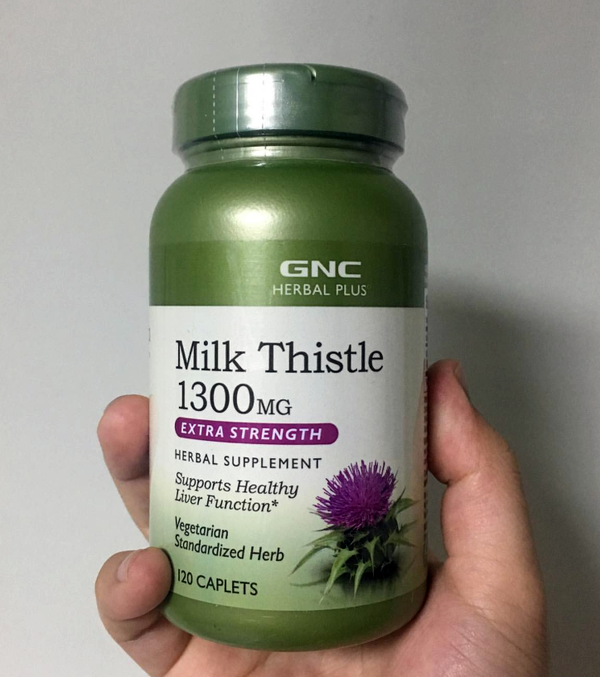 GNC
HERBAL PLUS
Milk Thistle
1300MG
EXTRA STRENGTH
HERBAL SUPPLEMENT
Supports Healthy
Liver Function*
Vegetarian
Standardized Herb
120 CAPLETS